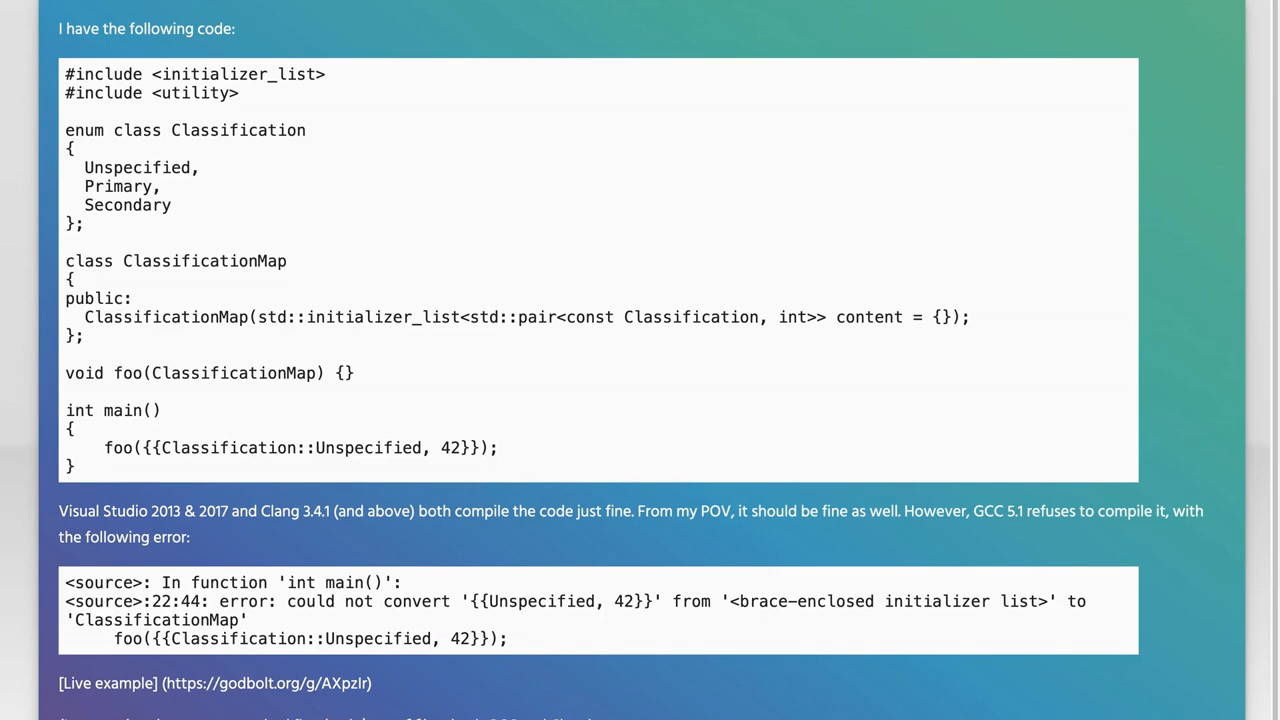 I have the following code:
#include <initializer_list>
#include <utility>
enum class Classification
{
  Unspecified,
  Primary,
  Secondary
};
class ClassificationMap
{
public:
  ClassificationMap(std::initializer_list<std::pair<const Classification, int>> content = {});
};
void foo(ClassificationMap) {}
int main()
{
    foo({{Classification::Unspecified, 42}});
}
Visual Studio 2013 & 2017 and Clang 3.4.1 (and above) both compile the code just fine. From my POV, it should be fine as well. However, GCC 5.1 refuses to compile it, with
the following error:
<source>: In function 'int main()':
<source>:22:44: error: could not convert '{{Unspecified, 42}}' from '<brace-enclosed initializer list>' to
'ClassificationMap'
     foo({{Classification::Unspecified, 42}});
[Live example] (https://godbolt.org/g/AXpzIr)